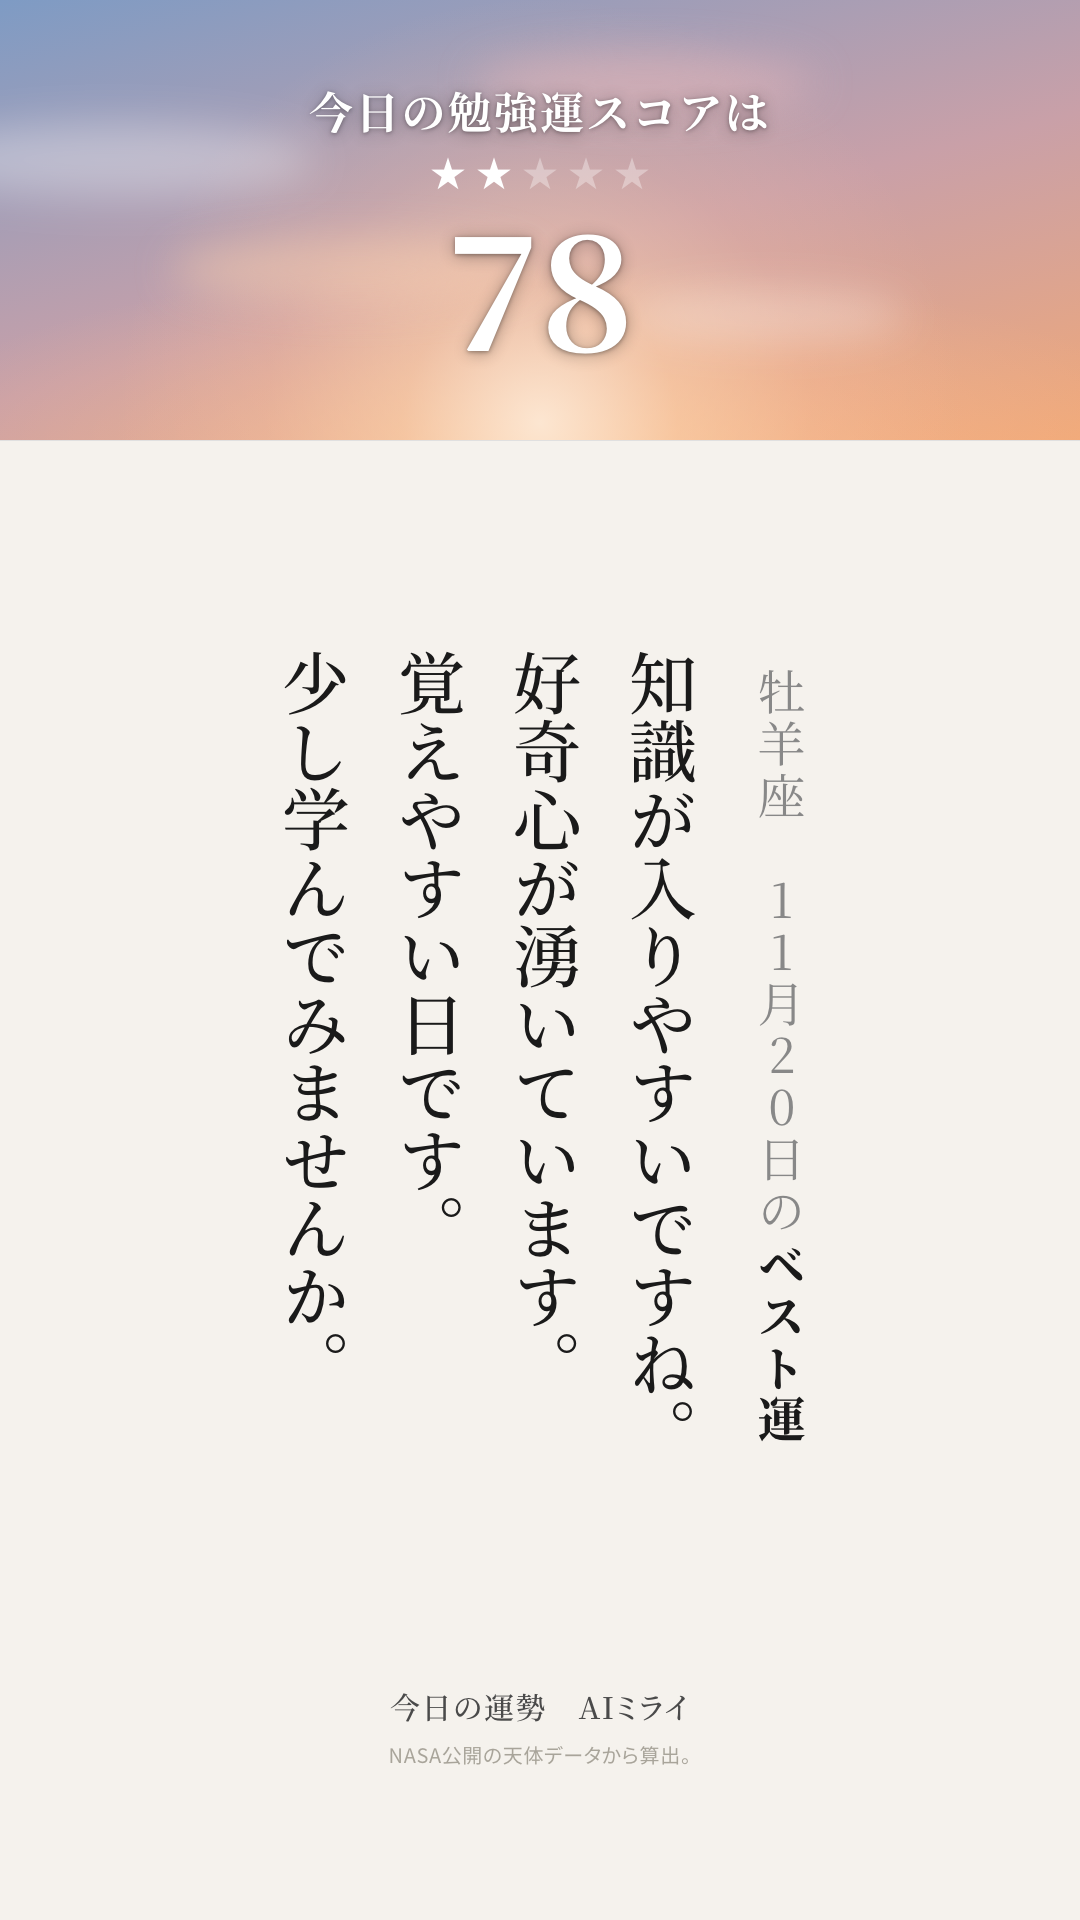 今日の勉強運スコアは
★★★★★
78
牡羊座　11月20日のベスト運
知識が入りやすいですね。
好奇心が湧いています。
覚えやすい日です。
少し学んでみませんか。
今日の運勢　AIミライ
NASA公開の天体データから算出。